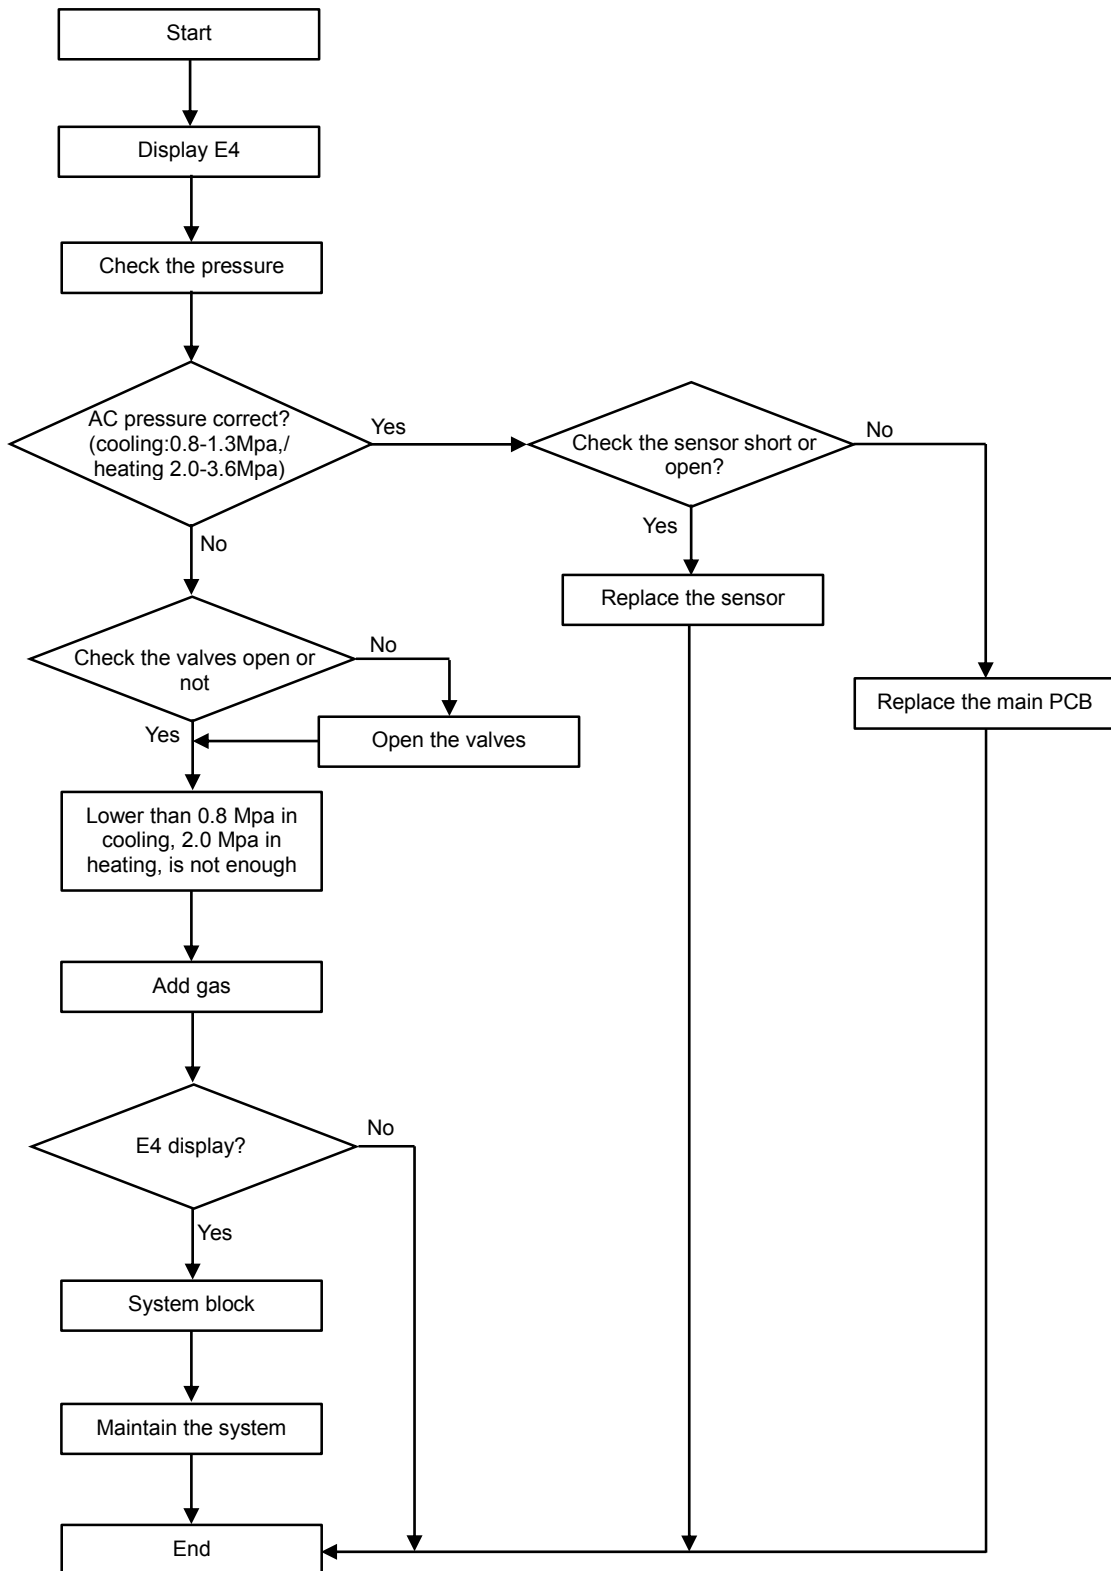 Start
Display E4
Check the pressure
AC pressure correct?
(cooling:0.8-1.3Mpa,/
heating 2.0-3.6Mpa)
Yes
No
Check the sensor short or
open?
No
Yes
Replace the sensor
Replace the main PCB
Check the valves open or
not
No
Yes
Open the valves
Lower than 0.8 Mpa in
cooling, 2.0 Mpa in
heating, is not enough
Add gas
E4 display?
No
Yes
System block
Maintain the system
End